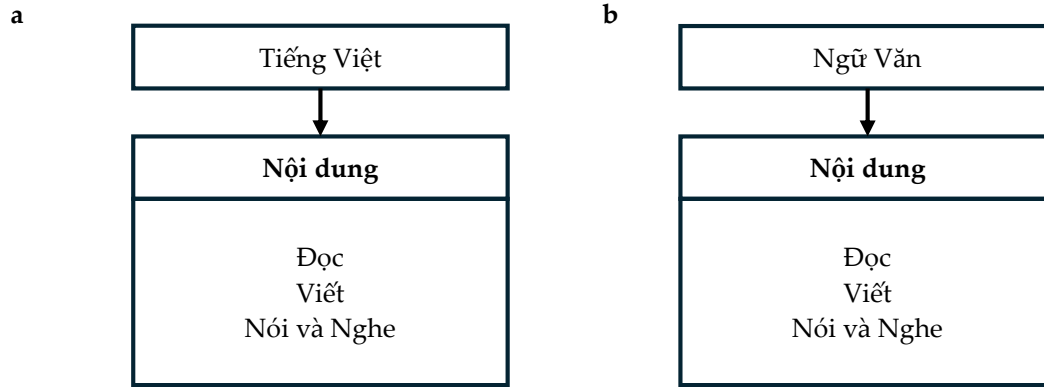 a
Tiếng Việt
Nội dung
Đọc
Viết
Nói và Nghe
b
Ngữ Văn
Nội dung
Đọc
Viết
Nói và Nghe